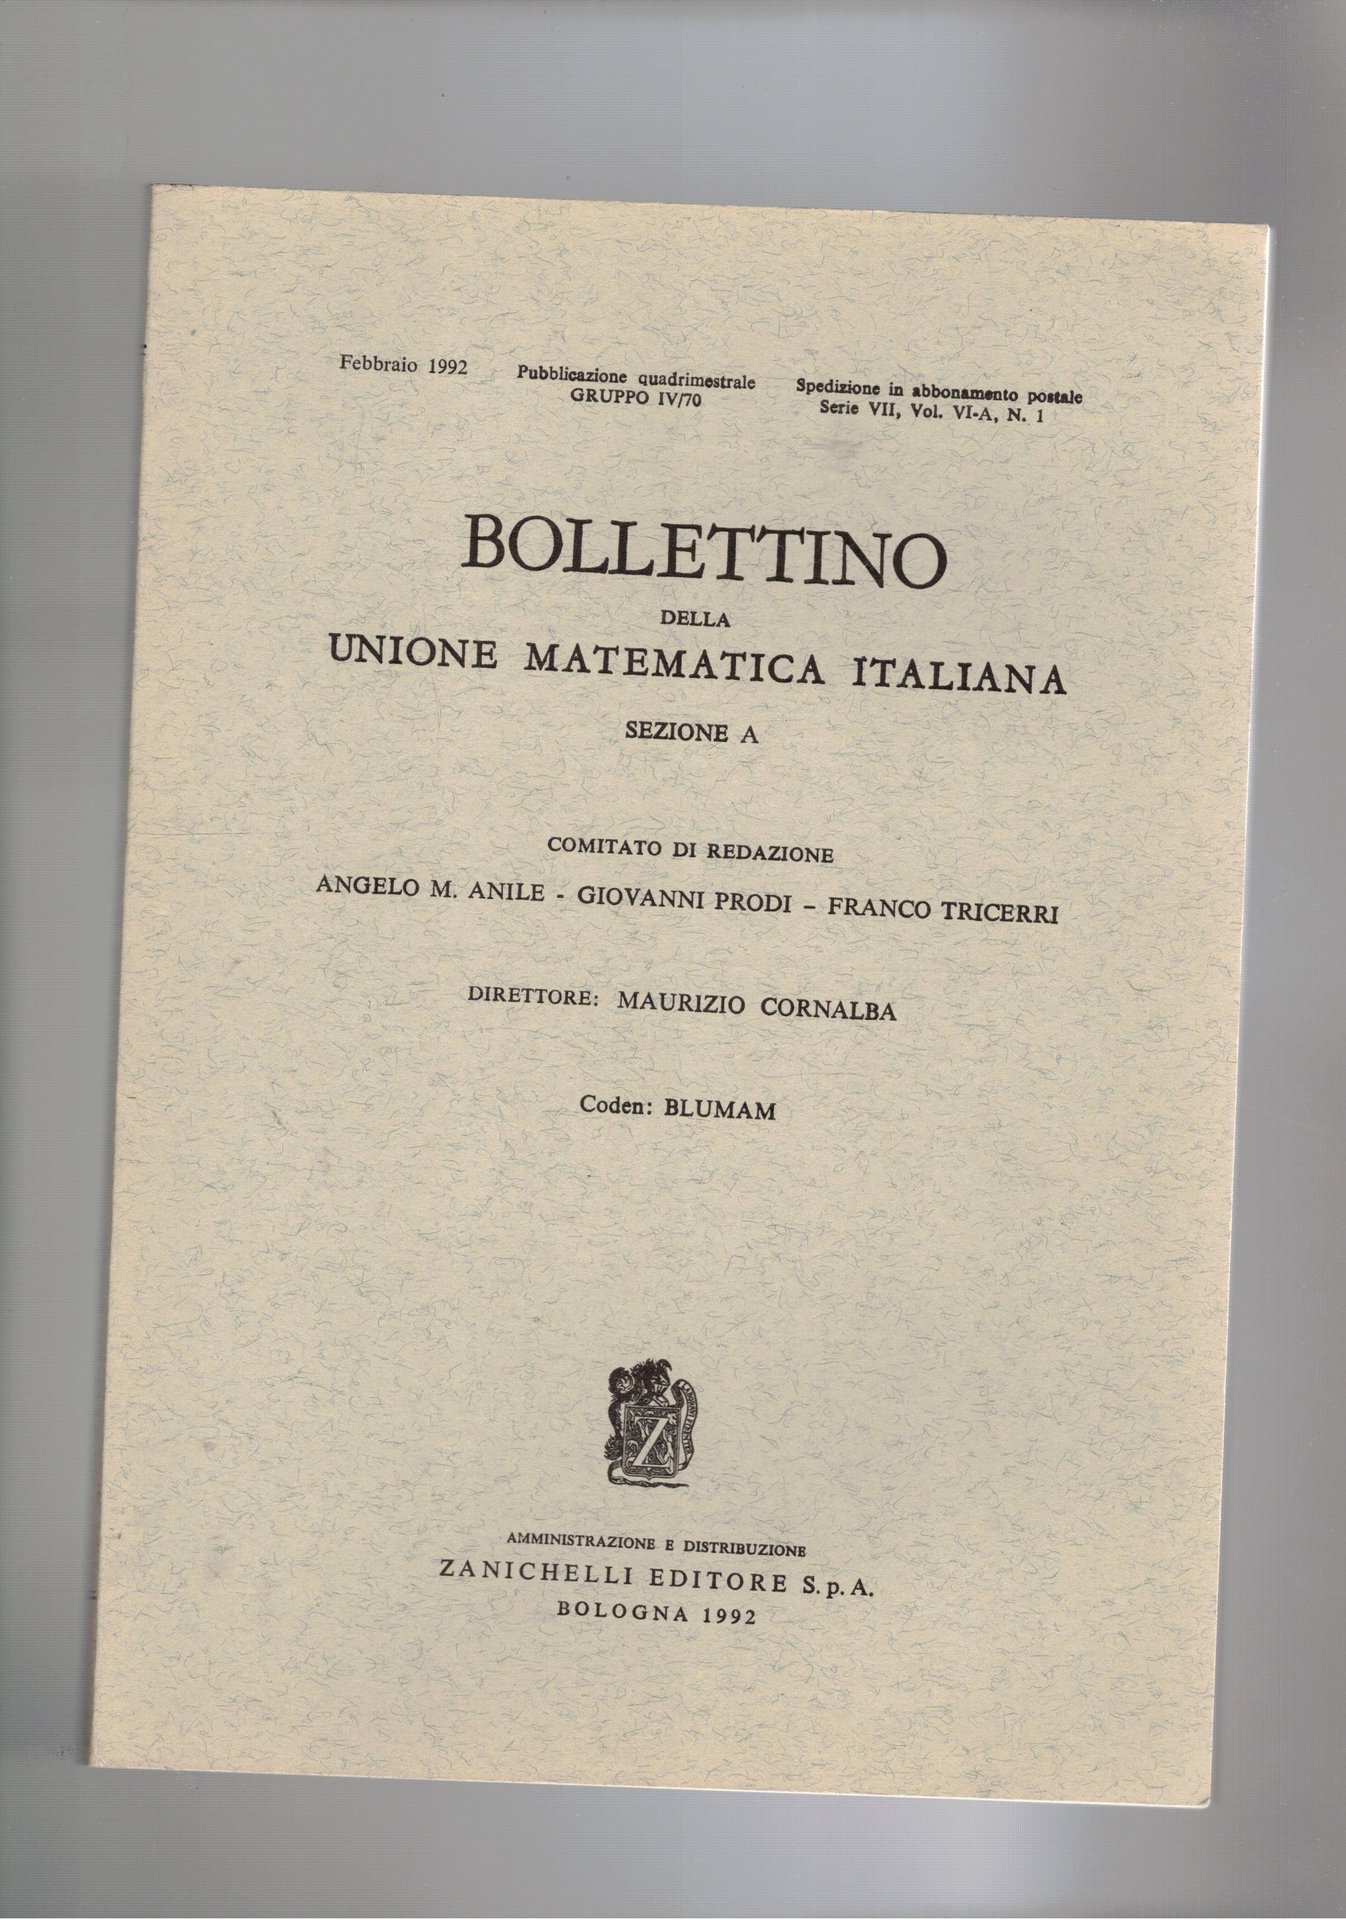 Febbraio 1992 Pubblicazione quadrimestrale Spedizione in abbonamento postale
GRUPPO IV/70 Serie VII, Vol. VI-A, N. 1
BOLLETTINO
DELLA
UNIONE MATEMATICA ITALIANA
SEZIONE A
COMITATO DI REDAZIONE
ANGELO M. ANILE - GIOVANNI PRODI – FRANCO TRICERRI
DIRETTORE: MAURIZIO CORNALBA
Coden: BLUMAM
Z
AMMINISTRAZIONE E DISTRIBUZIONE
ZANICHELLI EDITORE S.p.A.
BOLOGNA 1992